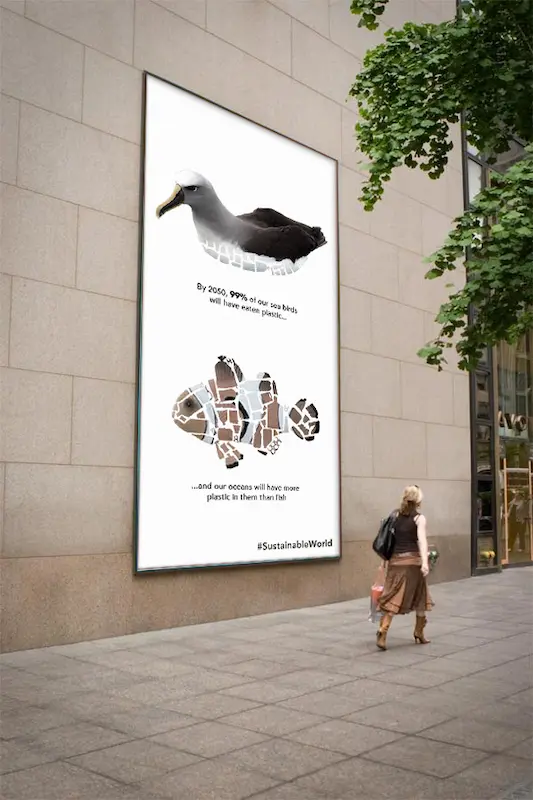 By 2050, 99% of our sea birds
will have eaten plastic...
...and our oceans will have more
plastic in them than fish
#SustainableWorld